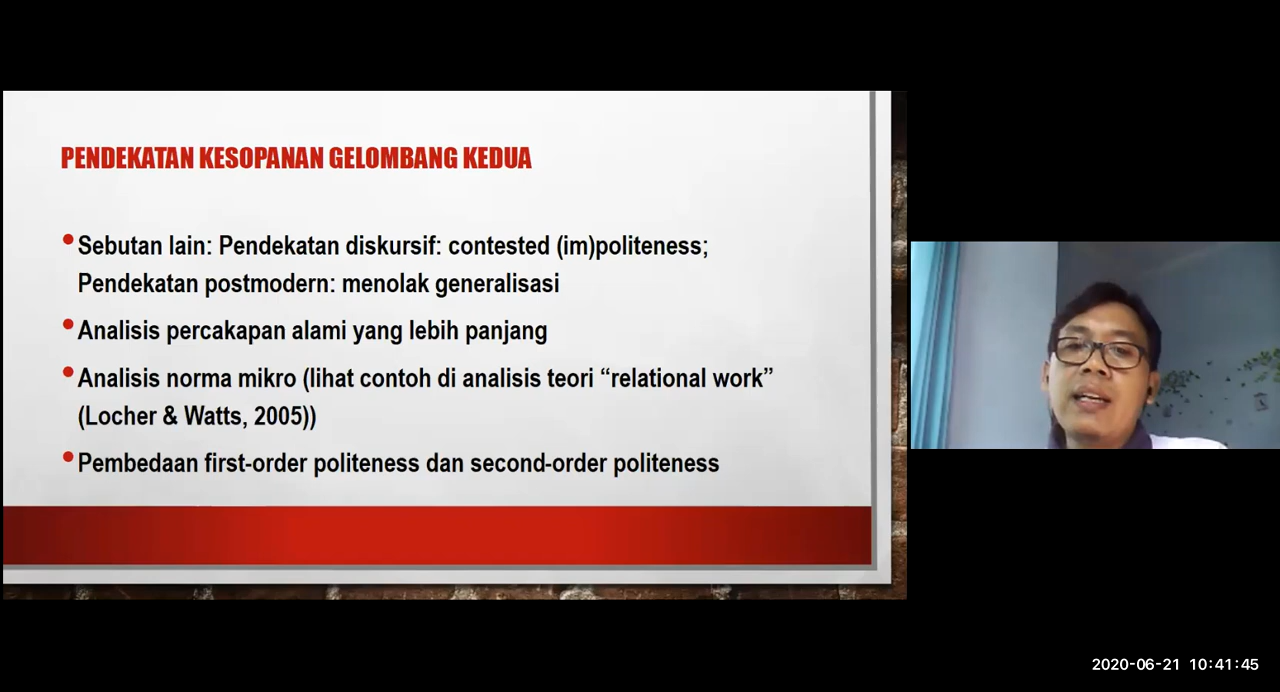 PENDEKATAN KESOPANAN GELOMBANG KEDUA
•Sebutan lain: Pendekatan diskursif: contested (im)politeness;
Pendekatan postmodern: menolak generalisasi
•Analisis percakapan alami yang lebih panjang
•Analisis norma mikro (lihat contoh di analisis teori “relational work”
(Locher & Watts, 2005))
•Pembedaan first-order politeness dan second-order politeness
2020-06-21 10:41:45